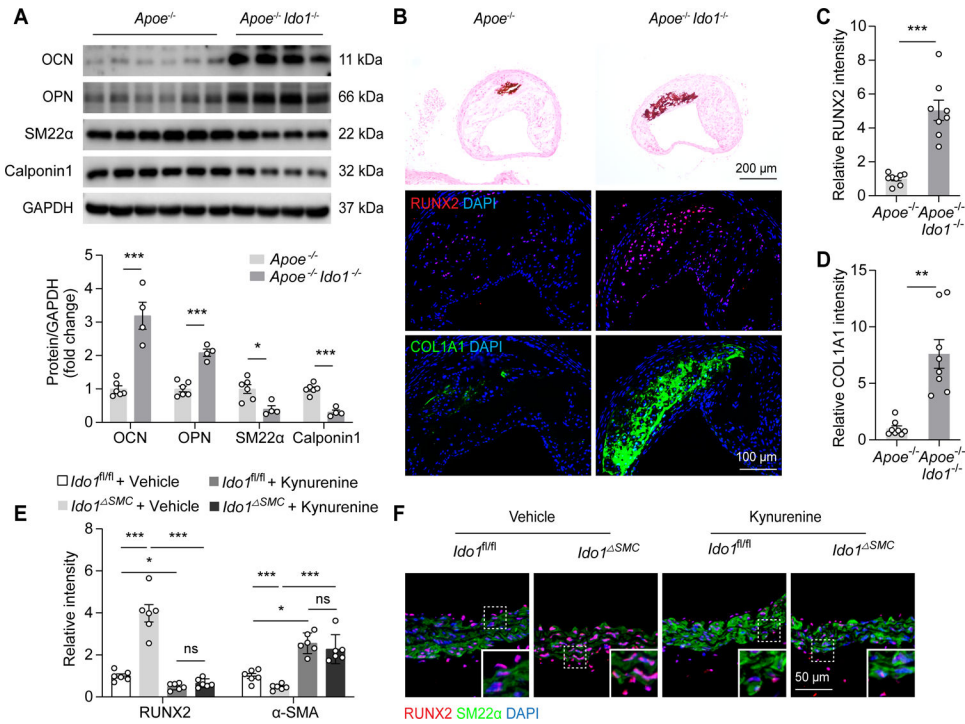 A
Apoe-/-
Apoe-/- Ido1-/-
OCN
11 kDa
OPN
66 kDa
SM22α
22 kDa
Calponin1
32 kDa
GAPDH
37 kDa
Protein/GAPDH
(fold change)
5
4
3
2
1
0
Apoe-/-
Apoe-/- Ido1-/-
***
***
*
***
OCN
OPN
SM22α
Calponin1
B
Apoe-/-
Apoe-/- Ido1-/-
200 µm
RUNX2 DAPI
COL1A1 DAPI
100 µm
C
Relative RUNX2 intensity
10
8
6
4
2
0
***
Apoe-/-
Apoe-/-
Ido1-/-
D
Relative COL1A1 intensity
15
10
5
0
**
Apoe-/-
Apoe-/-
Ido1-/-
Ido1fl/fl + Vehicle
Ido1fl/fl + Kynurenine
Ido1ΔSMC + Vehicle
Ido1ΔSMC + Kynurenine
E
Relative intensity
8
6
4
2
0
***
***
*
ns
***
***
*
ns
RUNX2
α-SMA
F
Vehicle
Kynurenine
Ido1fl/fl
Ido1ΔSMC
Ido1fl/fl
Ido1ΔSMC
50 µm
RUNX2 SM22α DAPI